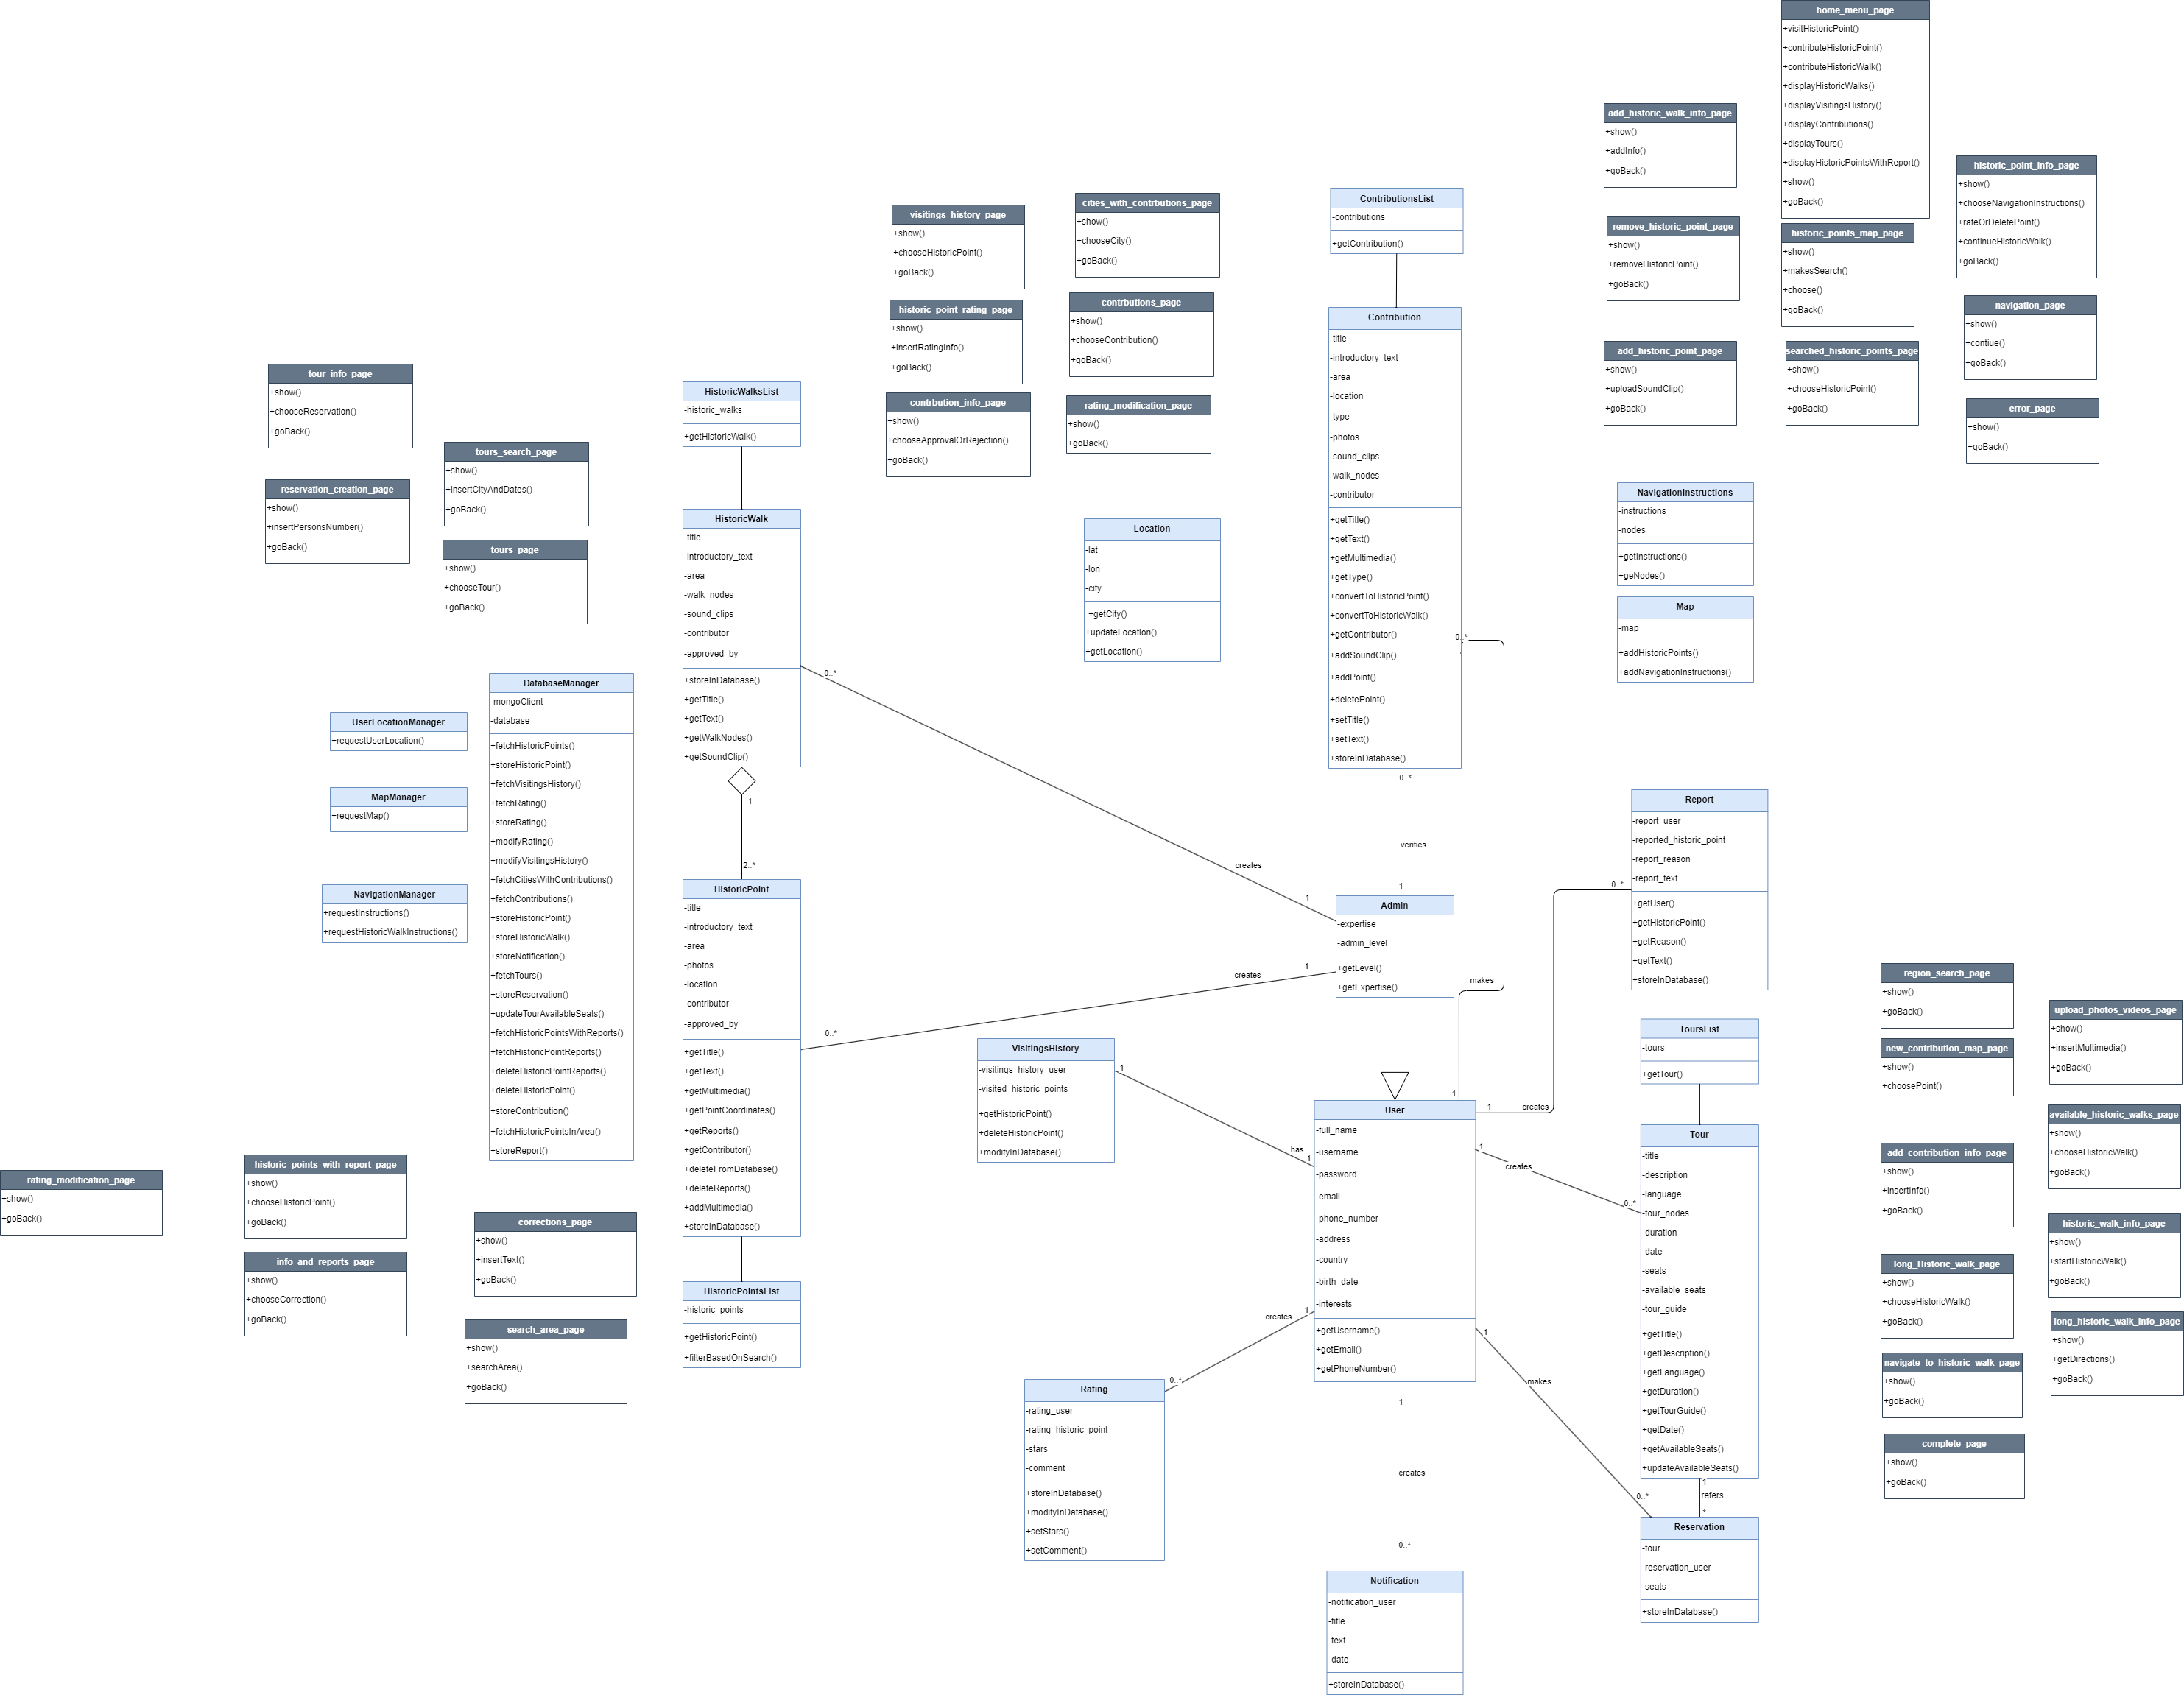 home_menu_page
+visitHistoricPoint()
+contributeHistoricPoint()
+contributeHistoricWalk()
+displayHistoricWalks()
+displayVisitingsHistory()
+displayContributions()
+displayTours()
+displayHistoricPointsWithReport()
+show()
+goBack()
add_historic_walk_info_page
+show()
+addInfo()
+goBack()
historic_point_info_page
+show()
+chooseNavigationInstructions()
+rateOrDeletePoint()
+continueHistoricWalk()
+goBack()
ContributionsList
-contributions
+getContribution()
cities_with_contrbutions_page
+show()
+chooseCity()
+goBack()
visitings_history_page
+show()
+chooseHistoricPoint()
+goBack()
remove_historic_point_page
+show()
+removeHistoricPoint()
+goBack()
historic_points_map_page
+show()
+makesSearch()
+choose()
+goBack()
contrbutions_page
+show()
+chooseContribution()
+goBack()
navigation_page
+show()
+contiue()
+goBack()
historic_point_rating_page
+show()
+insertRatingInfo()
+goBack()
Contribution
-title
-introductory_text
-area
-location
-type
-photos
-sound_clips
-walk_nodes
-contributor
+getTitle()
+getText()
+getMultimedia()
+getType()
+convertToHistoricPoint()
+convertToHistoricWalk()
+getContributor()
+addSoundClip()
+addPoint()
+deletePoint()
+setTitle()
+setText()
+storeInDatabase()
add_historic_point_page
+show()
+uploadSoundClip()
+goBack()
searched_historic_points_page
+show()
+chooseHistoricPoint()
+goBack()
tour_info_page
+show()
+chooseReservation()
+goBack()
HistoricWalksList
-historic_walks
+getHistoricWalk()
contrbution_info_page
+show()
+chooseApprovalOrRejection()
+goBack()
rating_modification_page
+show()
+goBack()
error_page
+show()
+goBack()
tours_search_page
+show()
+insertCityAndDates()
+goBack()
reservation_creation_page
+show()
+insertPersonsNumber()
+goBack()
NavigationInstructions
-instructions
-nodes
+getInstructions()
+geNodes()
HistoricWalk
-title
-introductory_text
-area
-walk_nodes
-sound_clips
-contributor
-approved_by
+storeInDatabase()
+getTitle()
+getText()
+getWalkNodes()
+getSoundClip()
Location
-lat
-lon
-city
+getCity()
+updateLocation()
+getLocation()
tours_page
+show()
+chooseTour()
+goBack()
Map
-map
+addHistoricPoints()
+addNavigationInstructions()
0..*
0..*
DatabaseManager
-mongoClient
-database
+fetchHistoricPoints()
+storeHistoricPoint()
+fetchVisitingsHistory()
+fetchRating()
+storeRating()
+modifyRating()
+modifyVisitingsHistory()
+fetchCitiesWithContributions()
+fetchContributions()
+storeHistoricPoint()
+storeHistoricWalk()
+storeNotification()
+fetchTours()
+storeReservation()
+updateTourAvailableSeats()
+fetchHistoricPointsWithReports()
+fetchHistoricPointReports()
+deleteHistoricPointReports()
+deleteHistoricPoint()
+storeContribution()
+fetchHistoricPointsInArea()
+storeReport()
UserLocationManager
+requestUserLocation()
MapManager
+requestMap()
NavigationManager
+requestInstructions()
+requestHistoricWalkInstructions()
1
2..*
0..*
verifies
1
creates
1
Report
-report_user
-reported_historic_point
-report_reason
-report_text
+getUser()
+getHistoricPoint()
+getReason()
+getText()
+storeInDatabase()
0..*
HistoricPoint
-title
-introductory_text
-area
-photos
-location
-contributor
-approved_by
+getTitle()
+getText()
+getMultimedia()
+getPointCoordinates()
+getReports()
+getContributor()
+deleteFromDatabase()
+deleteReports()
+addMultimedia()
+storeInDatabase()
Admin
-expertise
-admin_level
+getLevel()
+getExpertise()
1
creates
0..*
makes
region_search_page
+show()
+goBack()
upload_photos_videos_page
+show()
+insertMultimedia()
+goBack()
ToursList
-tours
+getTour()
VisitingsHistory
-visitings_history_user
-visited_historic_points
+getHistoricPoint()
+deleteHistoricPoint()
+modifyInDatabase()
1
has
1
new_contribution_map_page
+show()
+choosePoint()
1
User
-full_name
-username
-password
-email
-phone_number
-address
-country
-birth_date
-interests
+getUsername()
+getEmail()
+getPhoneNumber()
1
creates
1
creates
0..*
available_historic_walks_page
+show()
+chooseHistoricWalk()
+goBack()
Tour
-title
-description
-language
-tour_nodes
-duration
-date
-seats
-available_seats
-tour_guide
+getTitle()
+getDescription()
+getLanguage()
+getDuration()
+getTourGuide()
+getDate()
+getAvailableSeats()
+updateAvailableSeats()
add_contribution_info_page
+show()
+insertInfo()
+goBack()
rating_modification_page
+show()
+goBack()
historic_points_with_report_page
+show()
+chooseHistoricPoint()
+goBack()
corrections_page
+show()
+insertText()
+goBack()
historic_walk_info_page
+show()
+startHistoricWalk()
+goBack()
info_and_reports_page
+show()
+chooseCorrection()
+goBack()
long_Historic_walk_page
+show()
+chooseHistoricWalk()
+goBack()
HistoricPointsList
-historic_points
+getHistoricPoint()
+filterBasedOnSearch()
search_area_page
+show()
+searchArea()
+goBack()
long_historic_walk_info_page
+show()
+getDirections()
+goBack()
1
creates
0..*
1
makes
0..*
navigate_to_historic_walk_page
+show()
+goBack()
Rating
-rating_user
-rating_historic_point
-stars
-comment
+storeInDatabase()
+modifyInDatabase()
+setStars()
+setComment()
1
creates
0..*
complete_page
+show()
+goBack()
1
refers
*
Reservation
-tour
-reservation_user
-seats
+storeInDatabase()
Notification
-notification_user
-title
-text
-date
+storeInDatabase()